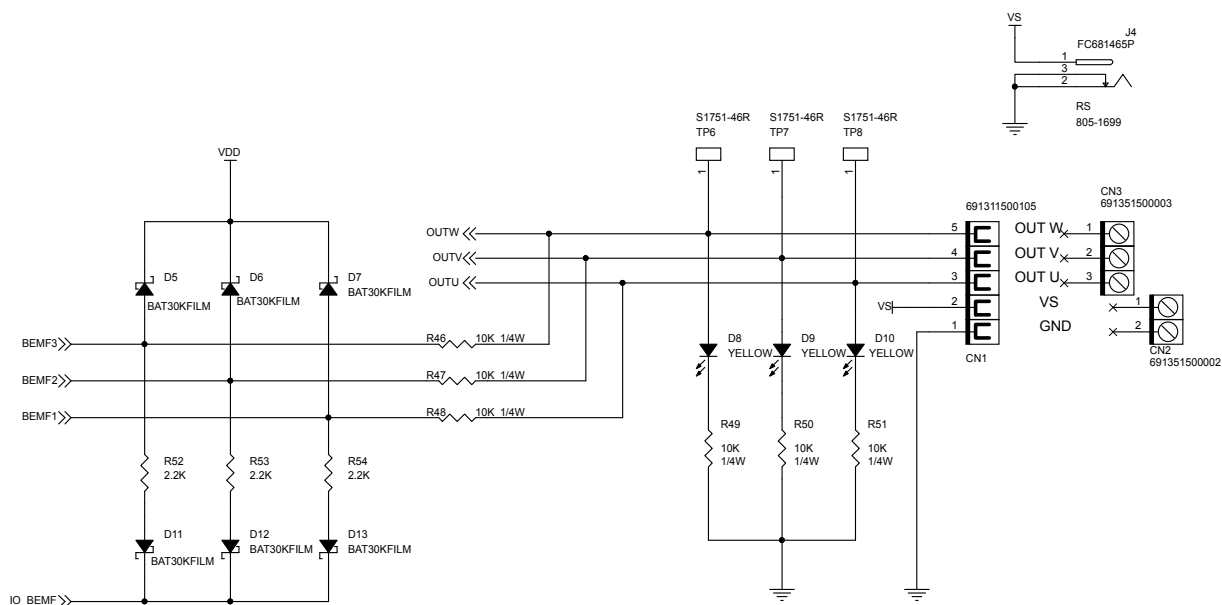 VS
J4
FC681465P
1
3
2
RS
805-1699
S1751-46R
TP6
S1751-46R
TP7
S1751-46R
TP8
1
1
1
VDD
CN3
691351500003
691311500105
OUTW
5
OUT W
1
OUTV
4
OUT V
2
OUTU
3
OUT U
3
D5
BAT30KFILM
D6
BAT30KFILM
D7
BAT30KFILM
VS
2
VS
1
1
GND
2
CN1
CN2
691351500002
BEMF3
R46
10K 1/4W
D8
YELLOW
D9
YELLOW
D10
YELLOW
BEMF2
R47
10K 1/4W
BEMF1
R48
10K 1/4W
R49
10K
1/4W
R50
10K
1/4W
R51
10K
1/4W
R52
2.2K
R53
2.2K
R54
2.2K
D11
BAT30KFILM
D12
BAT30KFILM
D13
BAT30KFILM
IO BEMF